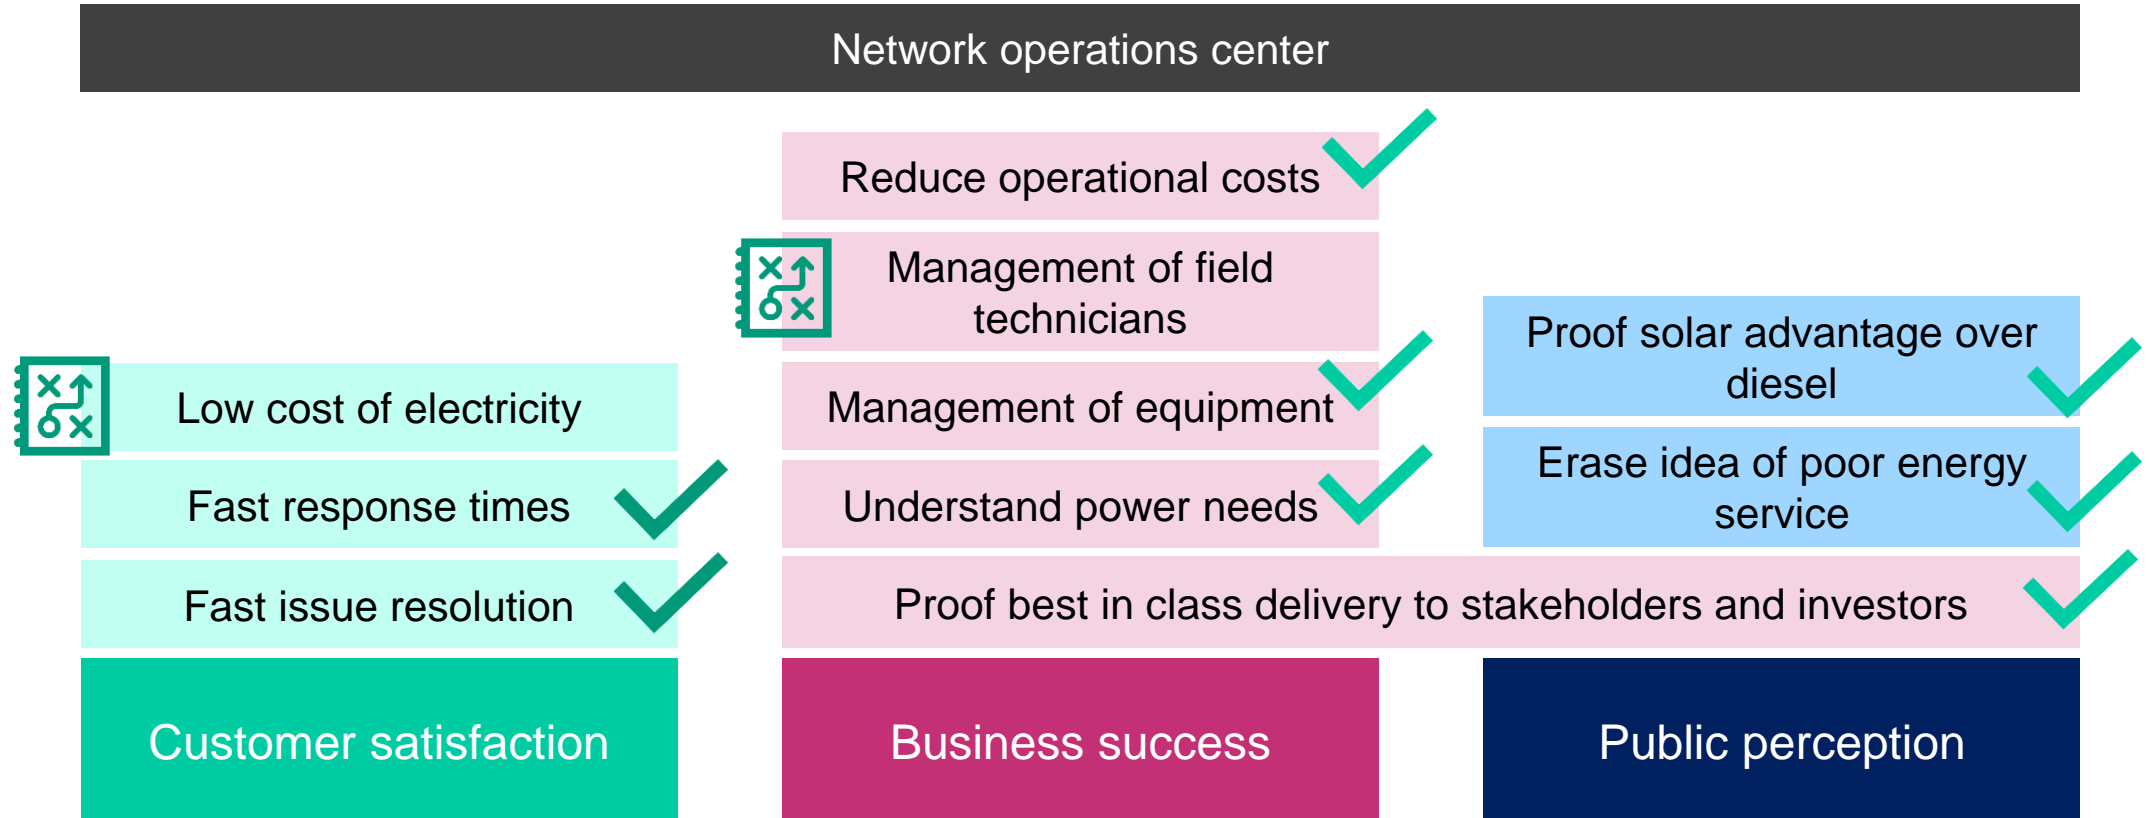 Network operations center
Reduce operational costs
Management of field
technicians
Proof solar advantage over
diesel
Low cost of electricity
Management of equipment
Erase idea of poor energy
service
Fast response times
Understand power needs
Fast issue resolution
Proof best in class delivery to stakeholders and investors
Customer satisfaction
Business success
Public perception